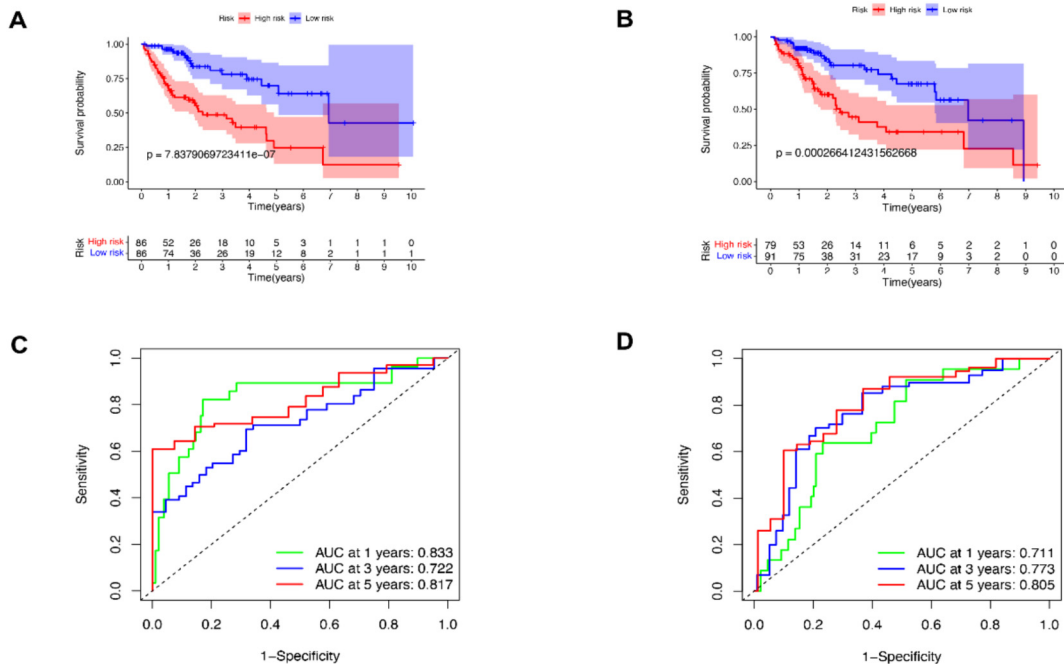 A
Risk High risk Low risk
Survival probability
1.00
0.75
0.50
0.25
0.00
p = 7.8379069723411e-07
0 1 2 3 4 5 6 7 8 9 10
Time(years)
Risk
High risk 86 52 26 18 10 5 3 1 1 1 0
Low risk 86 74 36 26 19 12 8 2 1 1 1
0 1 2 3 4 5 6 7 8 9 10
Time(years)
B
Risk High risk Low risk
Survival probability
1.00
0.75
0.50
0.25
0.00
p = 0.000266412431562668
0 1 2 3 4 5 6 7 8 9 10
Time(years)
Risk
High risk 79 53 26 14 11 6 5 2 2 1 0
Low risk 91 75 38 31 23 17 9 3 2 0 0
0 1 2 3 4 5 6 7 8 9 10
Time(years)
C
Sensitivity
1.0
0.8
0.6
0.4
0.2
0.0
AUC at 1 years: 0.833
AUC at 3 years: 0.722
AUC at 5 years: 0.817
0.0 0.2 0.4 0.6 0.8 1.0
1−Specificity
D
Sensitivity
1.0
0.8
0.6
0.4
0.2
0.0
AUC at 1 years: 0.711
AUC at 3 years: 0.773
AUC at 5 years: 0.805
0.0 0.2 0.4 0.6 0.8 1.0
1−Specificity